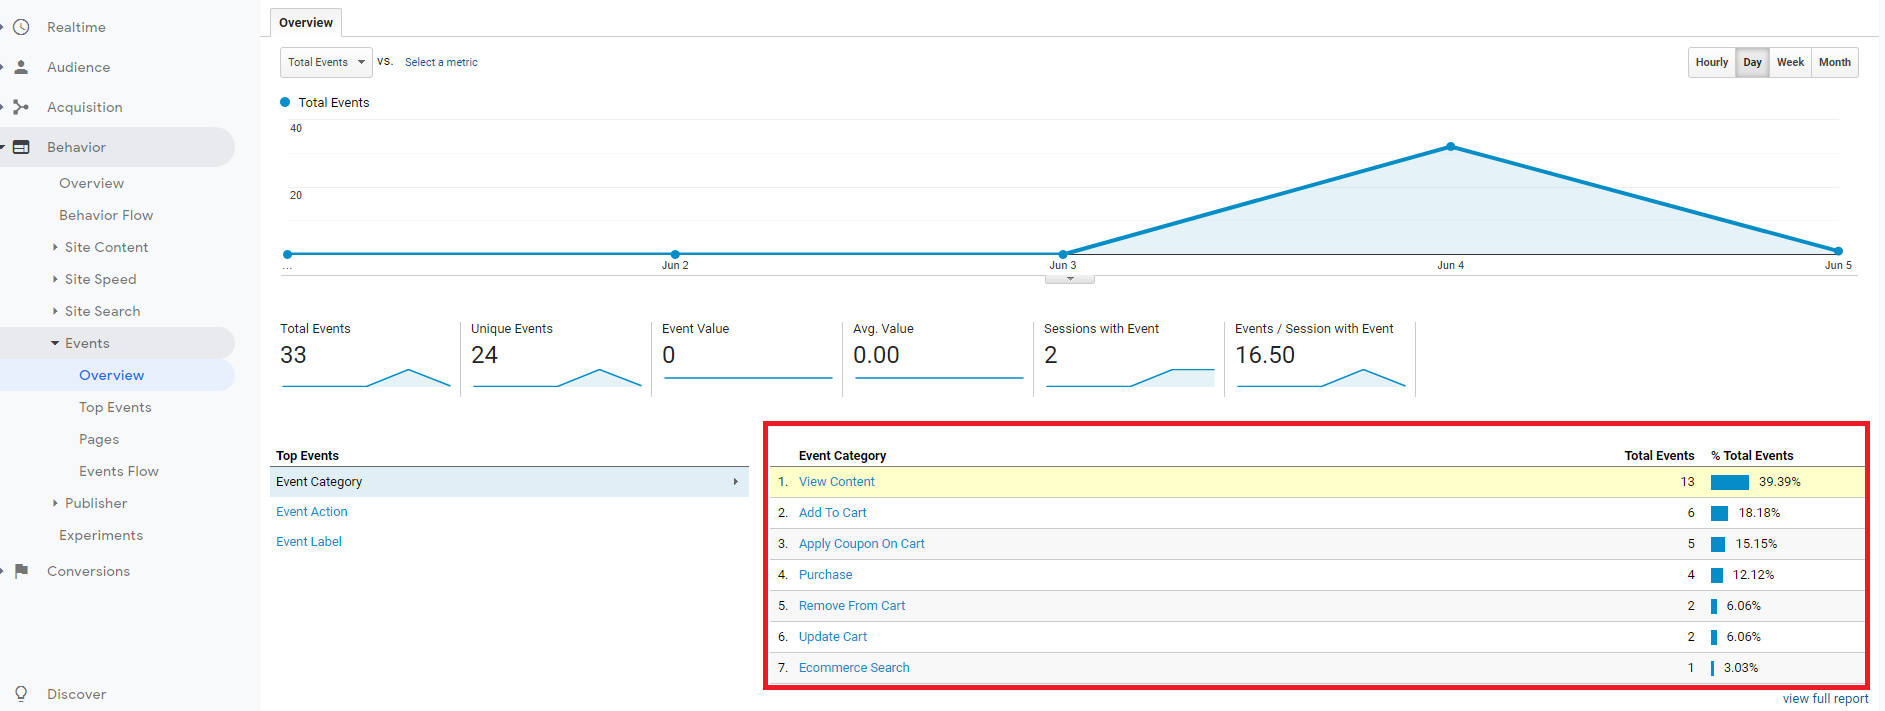 Realtime
Audience
Acquisition
Behavior
Overview
Behavior Flow
Site Content
Site Speed
Site Search
Events
Overview
Top Events
Pages
Events Flow
Publisher
Experiments
Conversions
Discover
Overview
Total Events VS. Select a metric
Hourly Day Week Month
Total Events
40
20
... Jun 2 Jun 3 Jun 4 Jun 5
Total Events Unique Events Event Value Avg. Value Sessions with Event Events / Session with Event
33 24 0 0.00 2 16.50
Top Events
Event Category
Event Action
Event Label
Event Category Total Events % Total Events
1. View Content 13 39.39%
2. Add To Cart 6 18.18%
3. Apply Coupon On Cart 5 15.15%
4. Purchase 4 12.12%
5. Remove From Cart 2 6.06%
6. Update Cart 2 6.06%
7. Ecommerce Search 1 3.03%
view full report